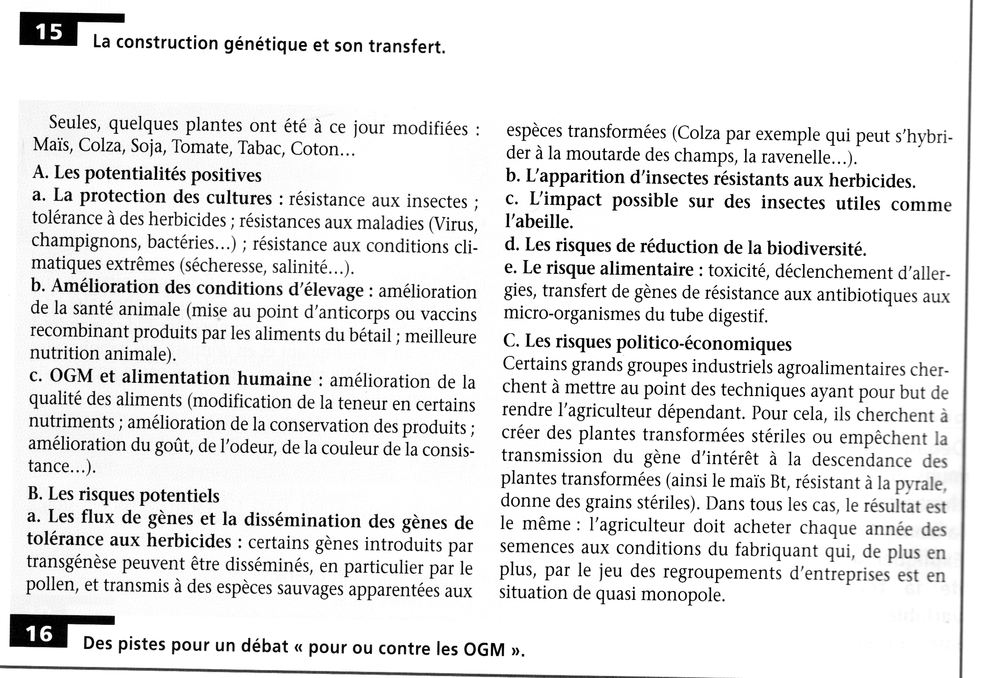 15
La construction génétique et son transfert.
Seules, quelques plantes ont été à ce jour modifiées :
Maïs, Colza, Soja, Tomate, Tabac, Coton...
A. Les potentialités positives
a. La protection des cultures : résistance aux insectes ;
tolérance à des herbicides ; résistances aux maladies (Virus,
champignons, bactéries...) ; résistance aux conditions cli-
matiques extrêmes (sécheresse, salinité...).
b. Amélioration des conditions d'élevage : amélioration
de la santé animale (mise au point d'anticorps ou vaccins
recombinant produits par les aliments du bétail ; meilleure
nutrition animale).
c. OGM et alimentation humaine : amélioration de la
qualité des aliments (modification de la teneur en certains
nutriments ; amélioration de la conservation des produits ;
amélioration du goût, de l'odeur, de la couleur de la consis-
tance...).
B. Les risques potentiels
a. Les flux de gènes et la dissémination des gènes de
tolérance aux herbicides : certains gènes introduits par
transgénèse peuvent être disséminés, en particulier par le
pollen, et transmis à des espèces sauvages apparentées aux
espèces transformées (Colza par exemple qui peut s'hybri-
der à la moutarde des champs, la ravenelle...).
b. L'apparition d'insectes résistants aux herbicides.
c. L'impact possible sur des insectes utiles comme
l'abeille.
d. Les risques de réduction de la biodiversité.
e. Le risque alimentaire : toxicité, déclenchement d'aller-
gies, transfert de gènes de résistance aux antibiotiques aux
micro-organismes du tube digestif.
C. Les risques politico-économiques
Certains grands groupes industriels agroalimentaires cher-
chent à mettre au point des techniques ayant pour but de
rendre l'agriculteur dépendant. Pour cela, ils cherchent à
créer des plantes transformées stériles ou empêchent la
transmission du gène d'intérêt à la descendance des
plantes transformées (ainsi le maïs Bt, résistant à la pyrale,
donne des grains stériles). Dans tous les cas, le résultat est
le même : l'agriculteur doit acheter chaque année des
semences aux conditions du fabriquant qui, de plus en
plus, par le jeu des regroupements d'entreprises est en
situation de quasi monopole.
16
Des pistes pour un débat « pour ou contre les OGM ».